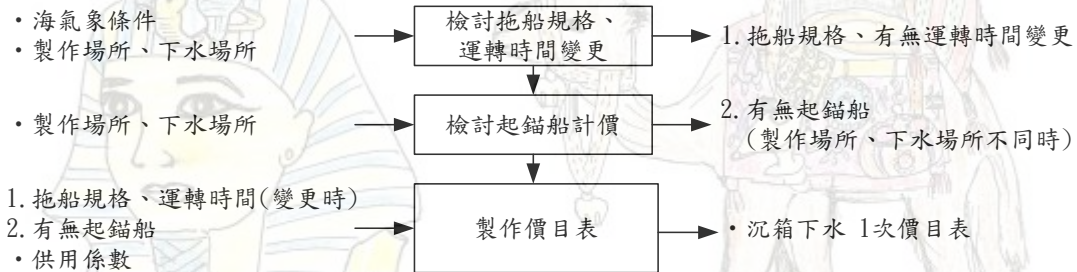 ・海氣象條件
・製作場所、下水場所
檢討拖船規格、
運轉時間變更
1.拖船規格、有無運轉時間變更
・製作場所、下水場所
檢討起錨船計價
2.有無起錨船
(製作場所、下水場所不同時)
1.拖船規格、運轉時間(變更時)
2.有無起錨船
・供用係數
製作價目表
・沉箱下水 1次價目表